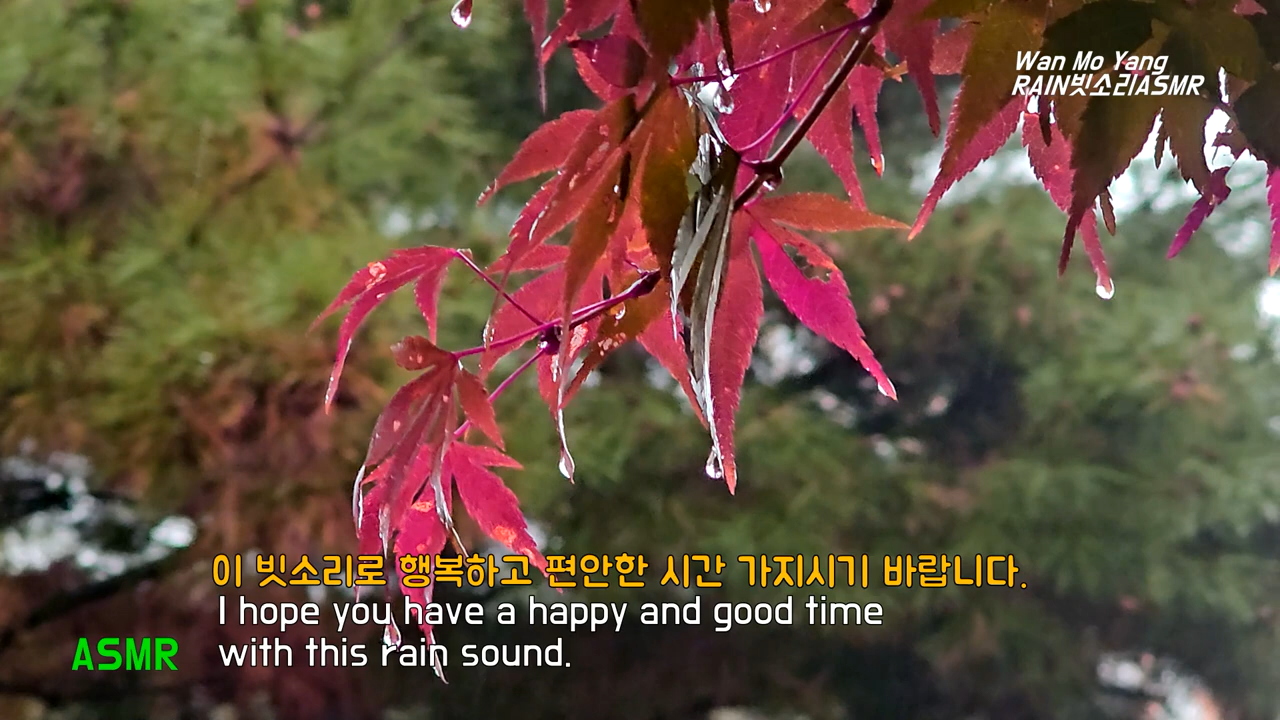 Wan Mo Yang
RAIN빗소리ASMR
이 빗소리로 행복하고 편안한 시간 가지시기 바랍니다.
I hope you have a happy and good time
with this rain sound.
ASMR